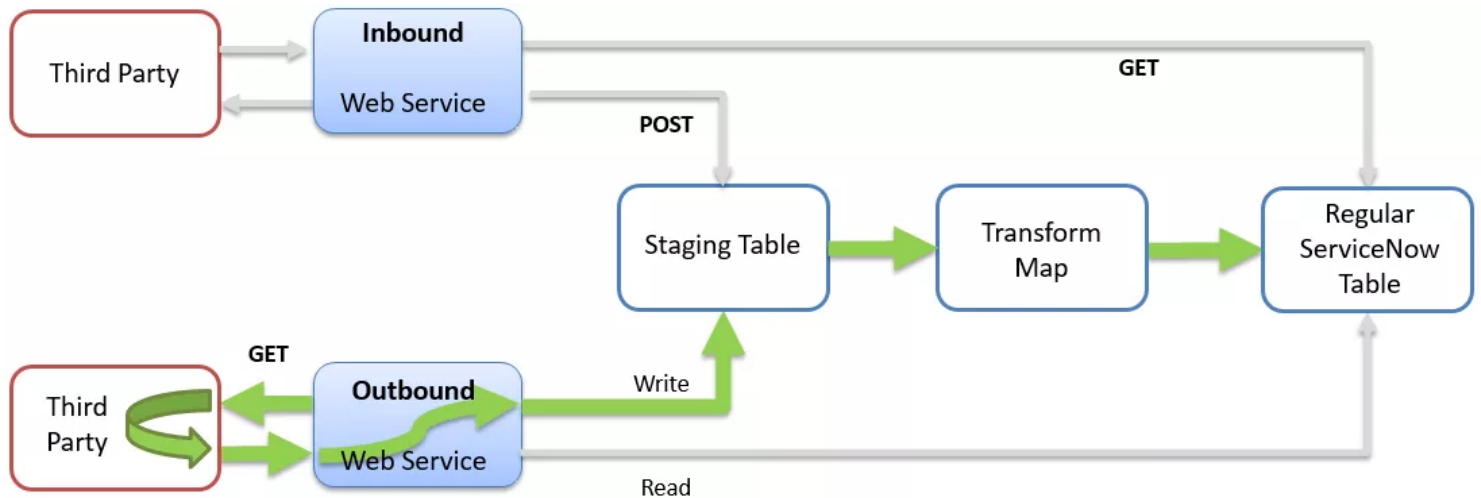 Third Party
Inbound
Web Service
GET
POST
Staging Table
Transform
Map
Regular
ServiceNow
Table
GET
Third
Party
Outbound
Web Service
Write
Read